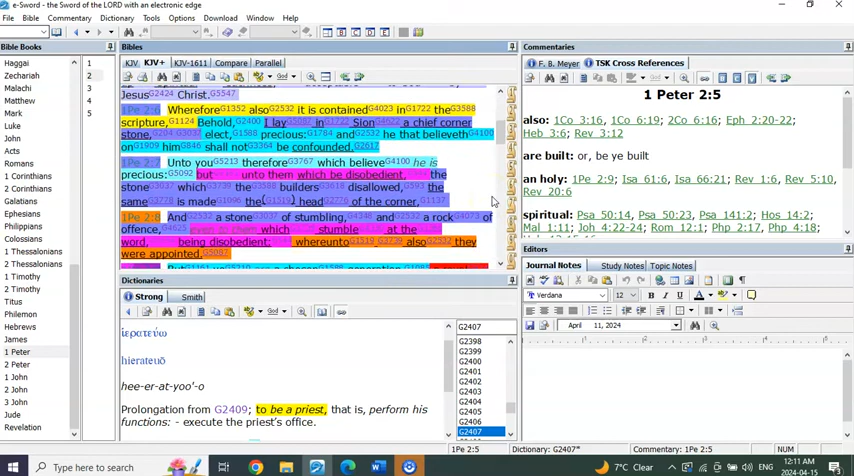 e-Sword - the Sword of the LORD with an electronic edge
File Bible Commentary Dictionary Tools Options Download Window Help
B C D E
Bible Books
Haggai
Zechariah
Malachi
Matthew
Mark
Luke
John
Acts
Romans
1 Corinthians
2 Corinthians
Galatians
Ephesians
Philippians
Colossians
1 Thessalonians
2 Thessalonians
1 Timothy
2 Timothy
Titus
Philemon
Hebrews
James
1 Peter
2 Peter
1 John
2 John
3 John
Jude
Revelation
1
2
3
4
5
Bibles
KJV KJV+ KJV-1611 Compare Parallel
Jesus G2424 Christ. G5547
1Pe 2:6 Wherefore G1352 also G2532 it is contained G4023 in G1722 the G3588
scripture, G1124 Behold, G2400 I lay G5087 in G1722 Sion G4622 a chief corner
stone, G204 G3037 elect, G1588 precious: G1784 and G2532 he that believeth G4100
on G1909 him G846 shall not G3364 be confounded. G2617
1Pe 2:7 Unto you G5213 therefore G3767 which believe G4100 he is
precious: G5092 but unto them which be disobedient, the
stone G3037 which G3739 the G3588 builders G3618 disallowed, G593 the
same G3778 is made G1096 the( G1519 ) head G2776 of the corner, G1137
1Pe 2:8 And G2532 a stone G3037 of stumbling, G4348 and G2532 a rock G4073 of
offence, G4625 even to them which stumble at the
word, being disobedient: whereunto G1519 G3739 also G2532 they
were appointed. G5087
Dictionaries
Strong Smith
ἱερατεύω
hierateuō
hee-er-at-yoo'-o
Prolongation from G2409; to be a priest, that is, perform his
functions: - execute the priest's office.
G2407
G2398
G2399
G2400
G2401
G2402
G2403
G2404
G2405
G2406
G2407
Commentaries
F. B. Meyer TSK Cross References
1 Peter 2:5
also: 1Co 3:16, 1Co 6:19; 2Co 6:16; Eph 2:20-22;
Heb 3:6; Rev 3:12
are built: or, be ye built
an holy: 1Pe 2:9; Isa 61:6, Isa 66:21; Rev 1:6, Rev 5:10,
Rev 20:6
spiritual: Psa 50:14, Psa 50:23, Psa 141:2; Hos 14:2;
Mal 1:11; Joh 4:22-24; Rom 12:1; Php 2:17, Php 4:18;
Editors
Journal Notes Study Notes Topic Notes
Verdana 12 B I U A
April 11, 2024
1 2 3 4 5
1Pe 2:5 Dictionary: G2407* Commentary: 1Pe 2:5 NUM
Type here to search
7°C Clear ENG 12:11 AM
2024-04-15